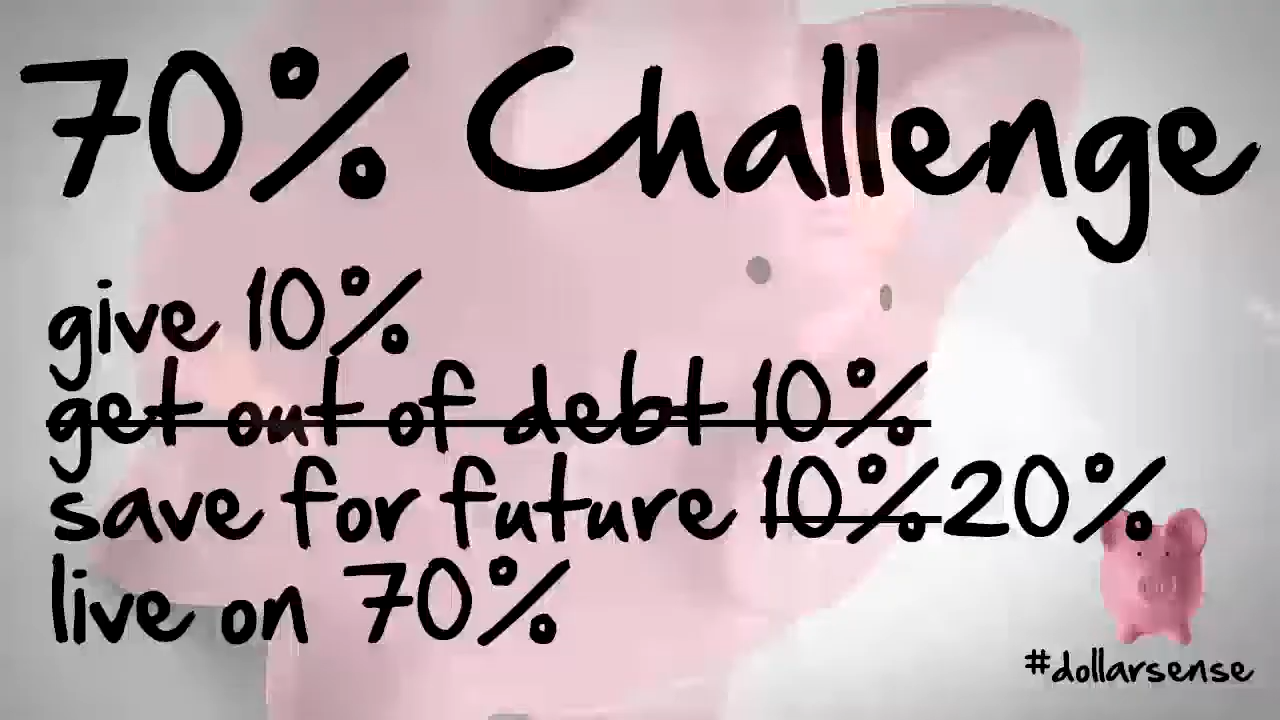 70% Challenge
give 10%
get out of debt 10%
save for future 10% 20%
live on 70%
#dollarsense